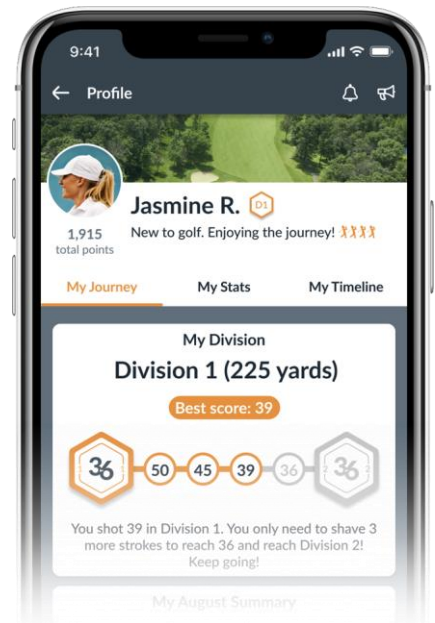 9:41
Profile
Jasmine R. D1
1,915
total points
New to golf. Enjoying the journey!
My Journey My Stats My Timeline
My Division
Division 1 (225 yards)
Best score: 39
36 50 45 39 36 36
You shot 39 in Division 1. You only need to shave 3
more strokes to reach 36 and reach Division 2!
Keep going!
My August Summary